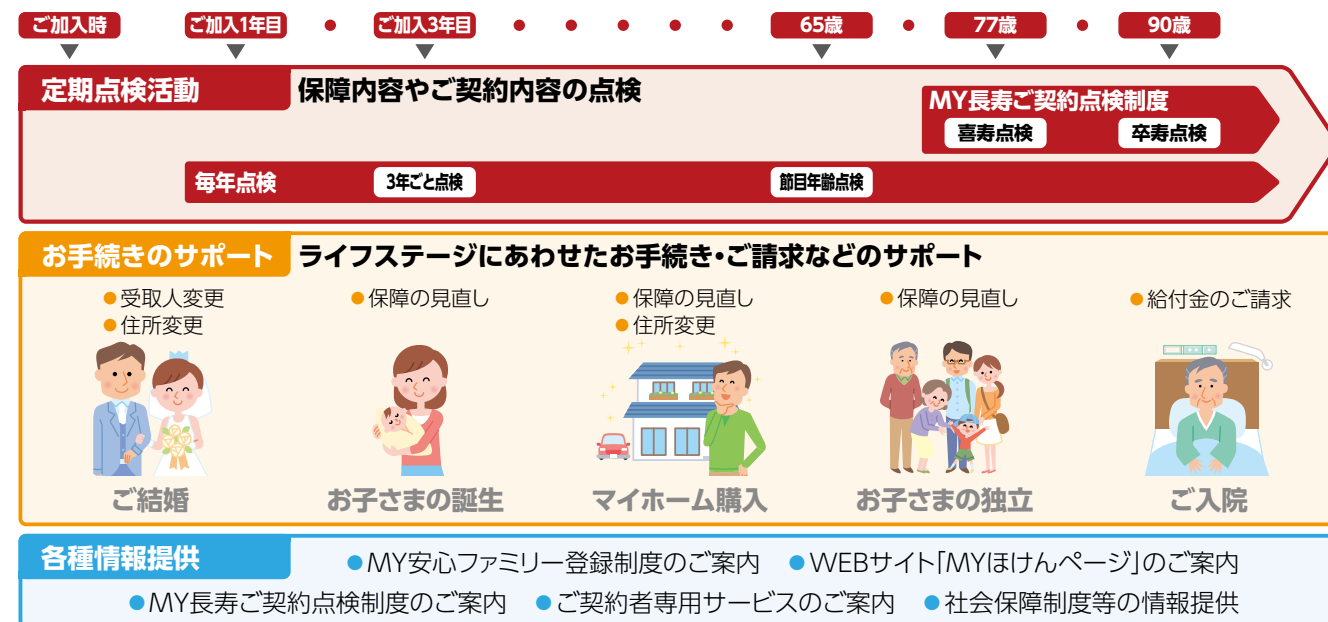 ご加入時 ご加入1年目 ご加入3年目 65歳 77歳 90歳
定期点検活動 保障内容やご契約内容の点検
MY長寿ご契約点検制度
喜寿点検 卒寿点検
毎年点検 3年ごと点検 節目年齢点検
お手続きのサポート ライフステージにあわせたお手続き・ご請求などのサポート
●受取人変更
●住所変更
ご結婚
●保障の見直し
お子さまの誕生
●保障の見直し
●住所変更
マイホーム購入
●保障の見直し
お子さまの独立
●給付金のご請求
ご入院
各種情報提供 ●MY安心ファミリー登録制度のご案内 ●WEBサイト「MYほけんページ」のご案内
●MY長寿ご契約点検制度のご案内 ●ご契約者専用サービスのご案内 ●社会保障制度等の情報提供